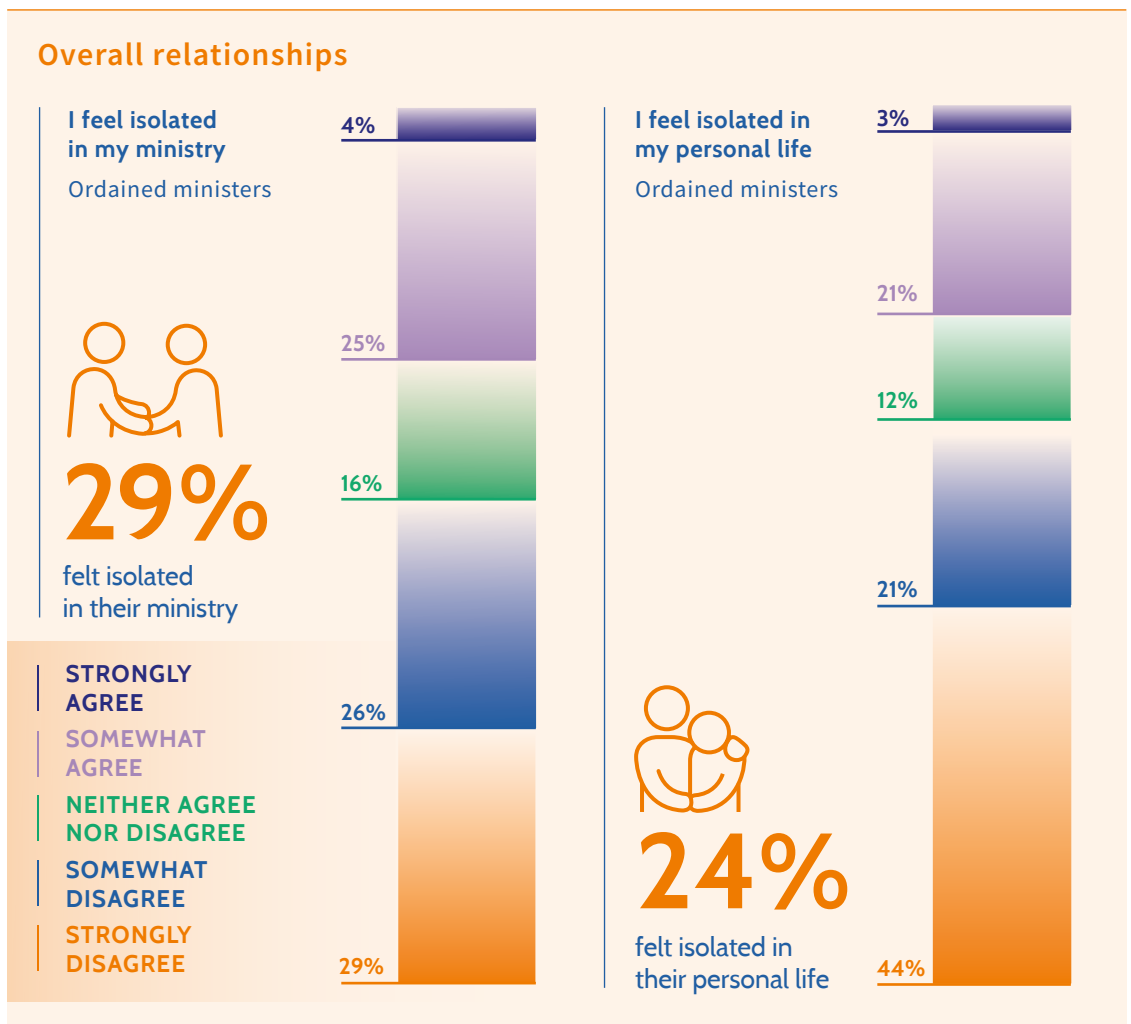 Overall relationships
I feel isolated
in my ministry
Ordained ministers
4%
25%
16%
26%
29%
29%
felt isolated
in their ministry
STRONGLY
AGREE
SOMEWHAT
AGREE
NEITHER AGREE
NOR DISAGREE
SOMEWHAT
DISAGREE
STRONGLY
DISAGREE
I feel isolated in
my personal life
Ordained ministers
3%
21%
12%
21%
44%
24%
felt isolated in
their personal life